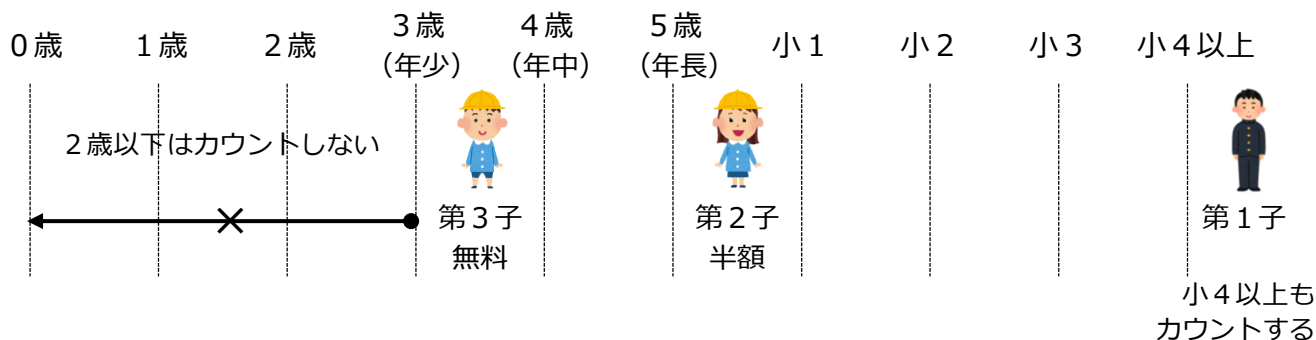 ０歳
１歳
２歳
３歳
（年少）
４歳
（年中）
５歳
（年長）
小１
小２
小３
小４以上
２歳以下はカウントしない
第３子
無料
第２子
半額
第１子
小４以上も
カウントする